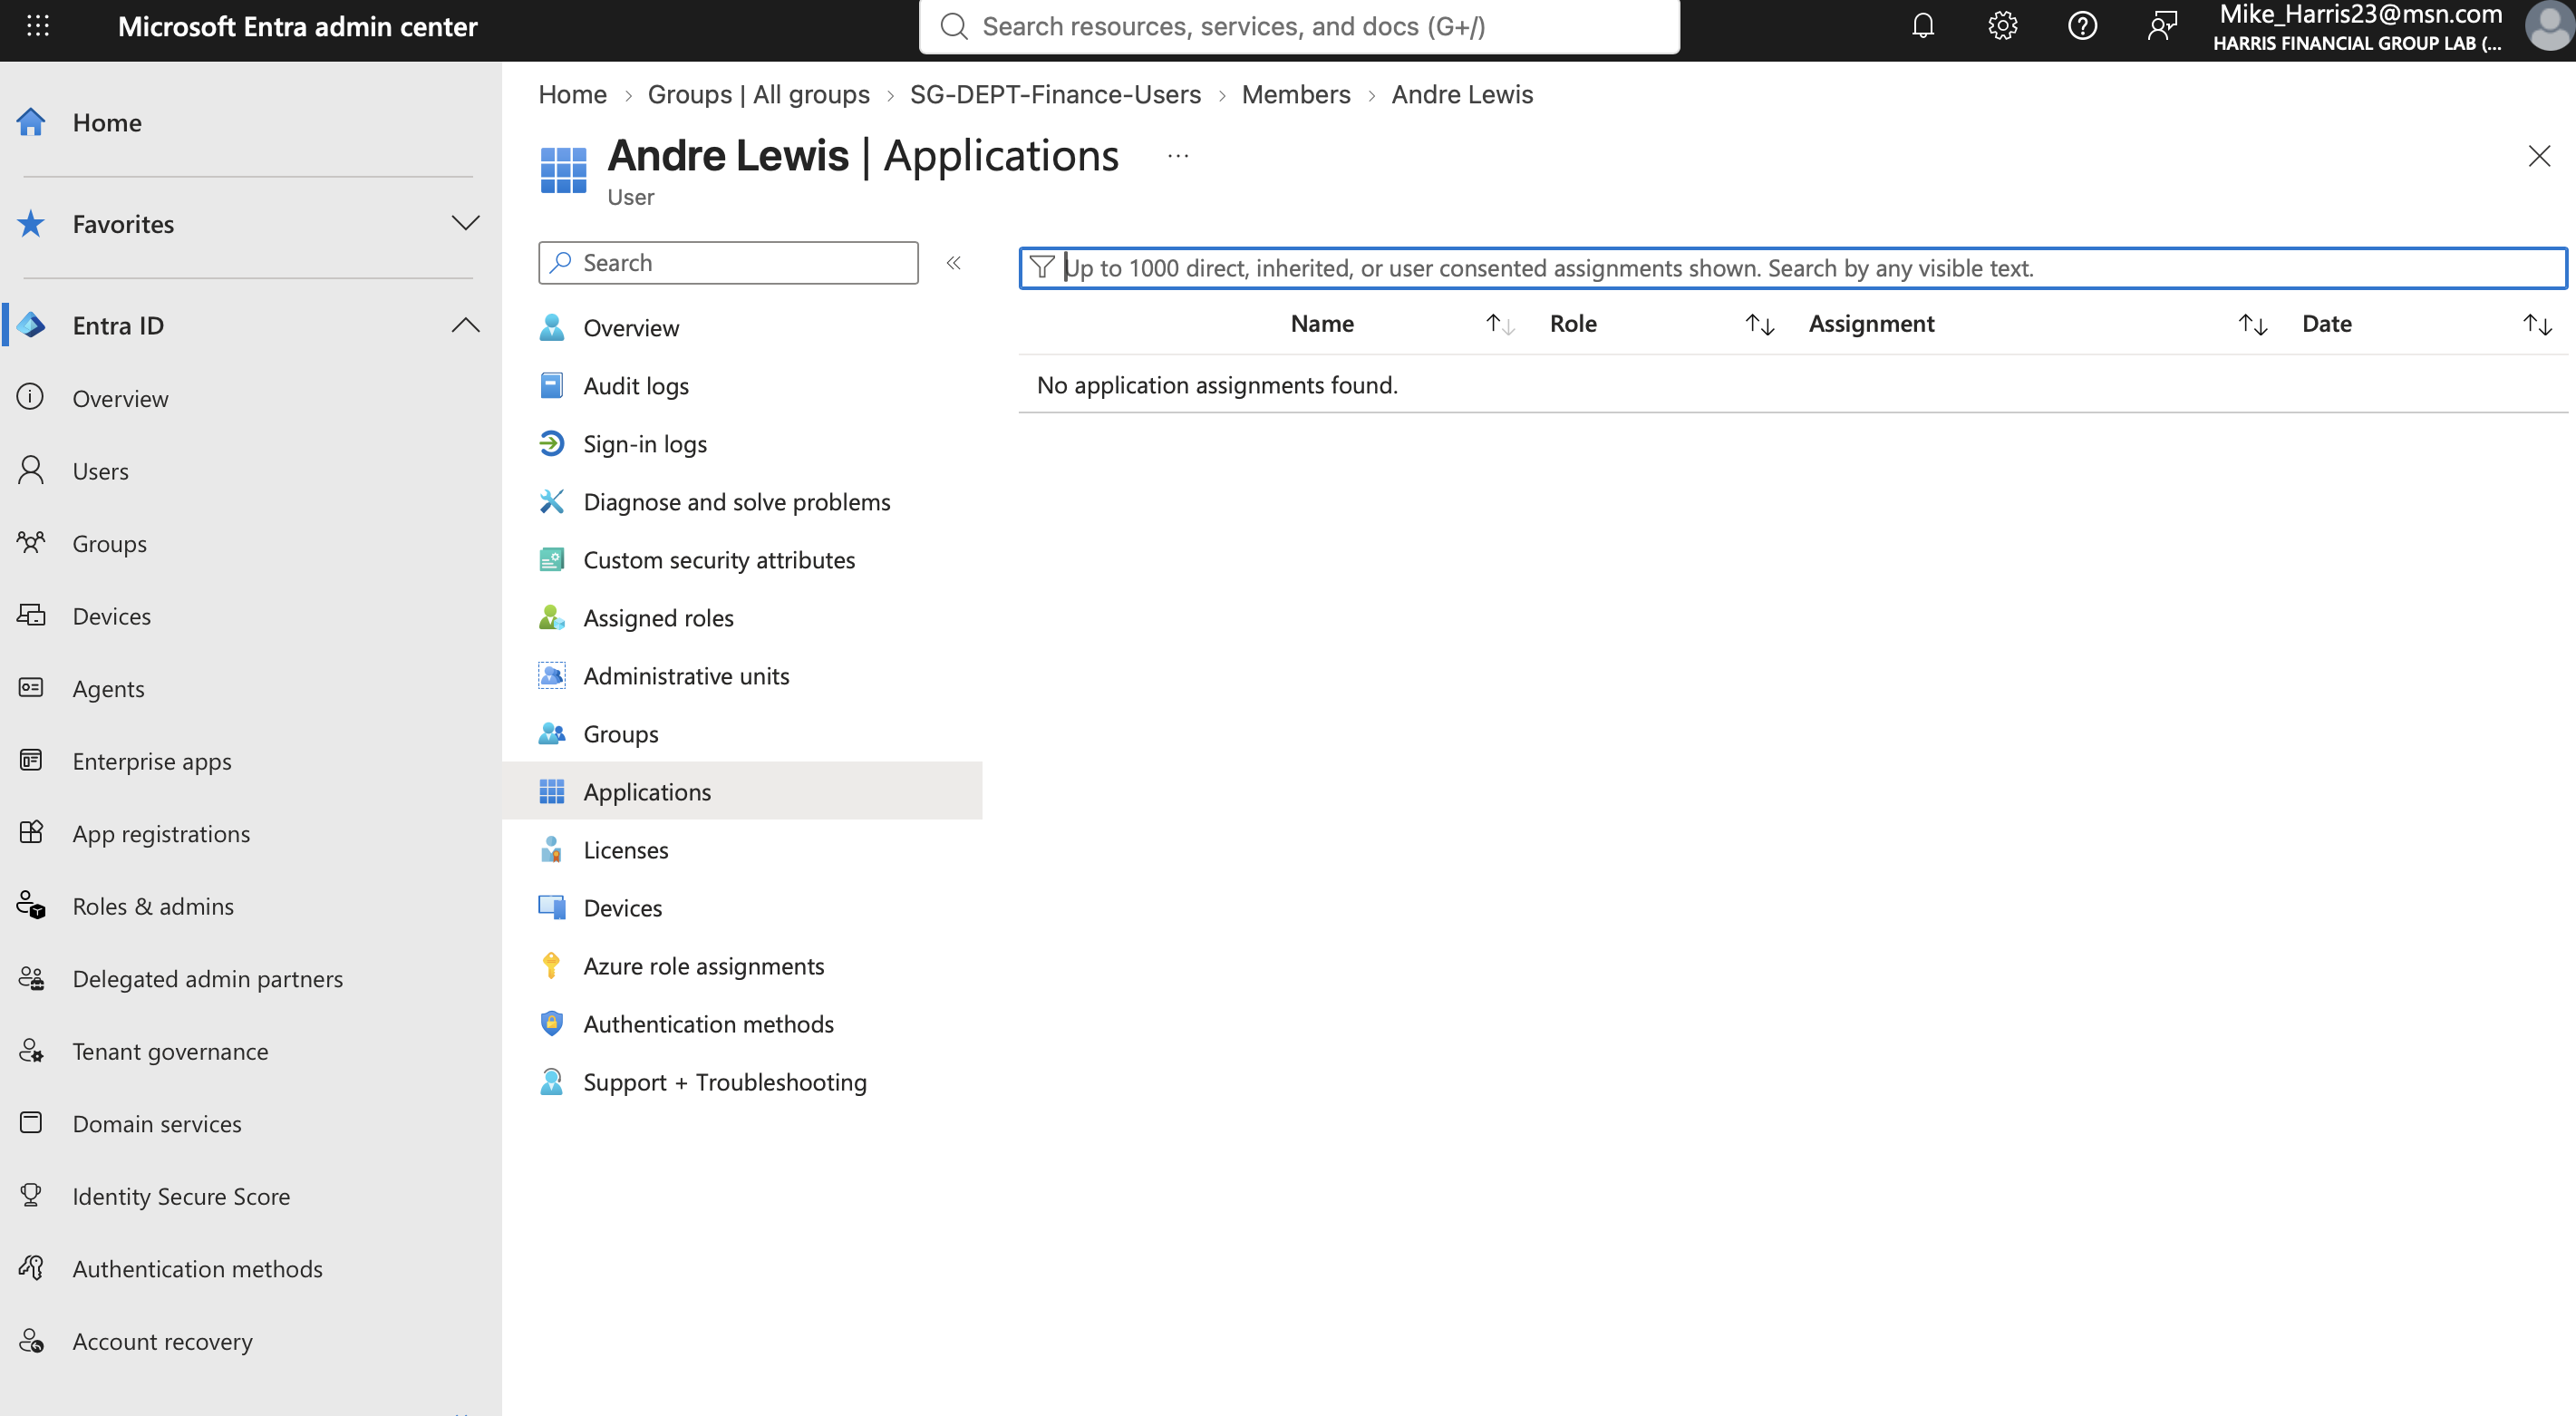 Microsoft Entra admin center
Search resources, services, and docs (G+/)
Mike_Harris23@msn.com
HARRIS FINANCIAL GROUP LAB (...
Home
Favorites
Entra ID
Overview
Users
Groups
Devices
Agents
Enterprise apps
App registrations
Roles & admins
Delegated admin partners
Tenant governance
Domain services
Identity Secure Score
Authentication methods
Account recovery
Home > Groups | All groups > SG-DEPT-Finance-Users > Members > Andre Lewis
Andre Lewis | Applications ...
User
Search
Overview
Audit logs
Sign-in logs
Diagnose and solve problems
Custom security attributes
Assigned roles
Administrative units
Groups
Applications
Licenses
Devices
Azure role assignments
Authentication methods
Support + Troubleshooting
Up to 1000 direct, inherited, or user consented assignments shown. Search by any visible text.
Name Role Assignment Date
No application assignments found.